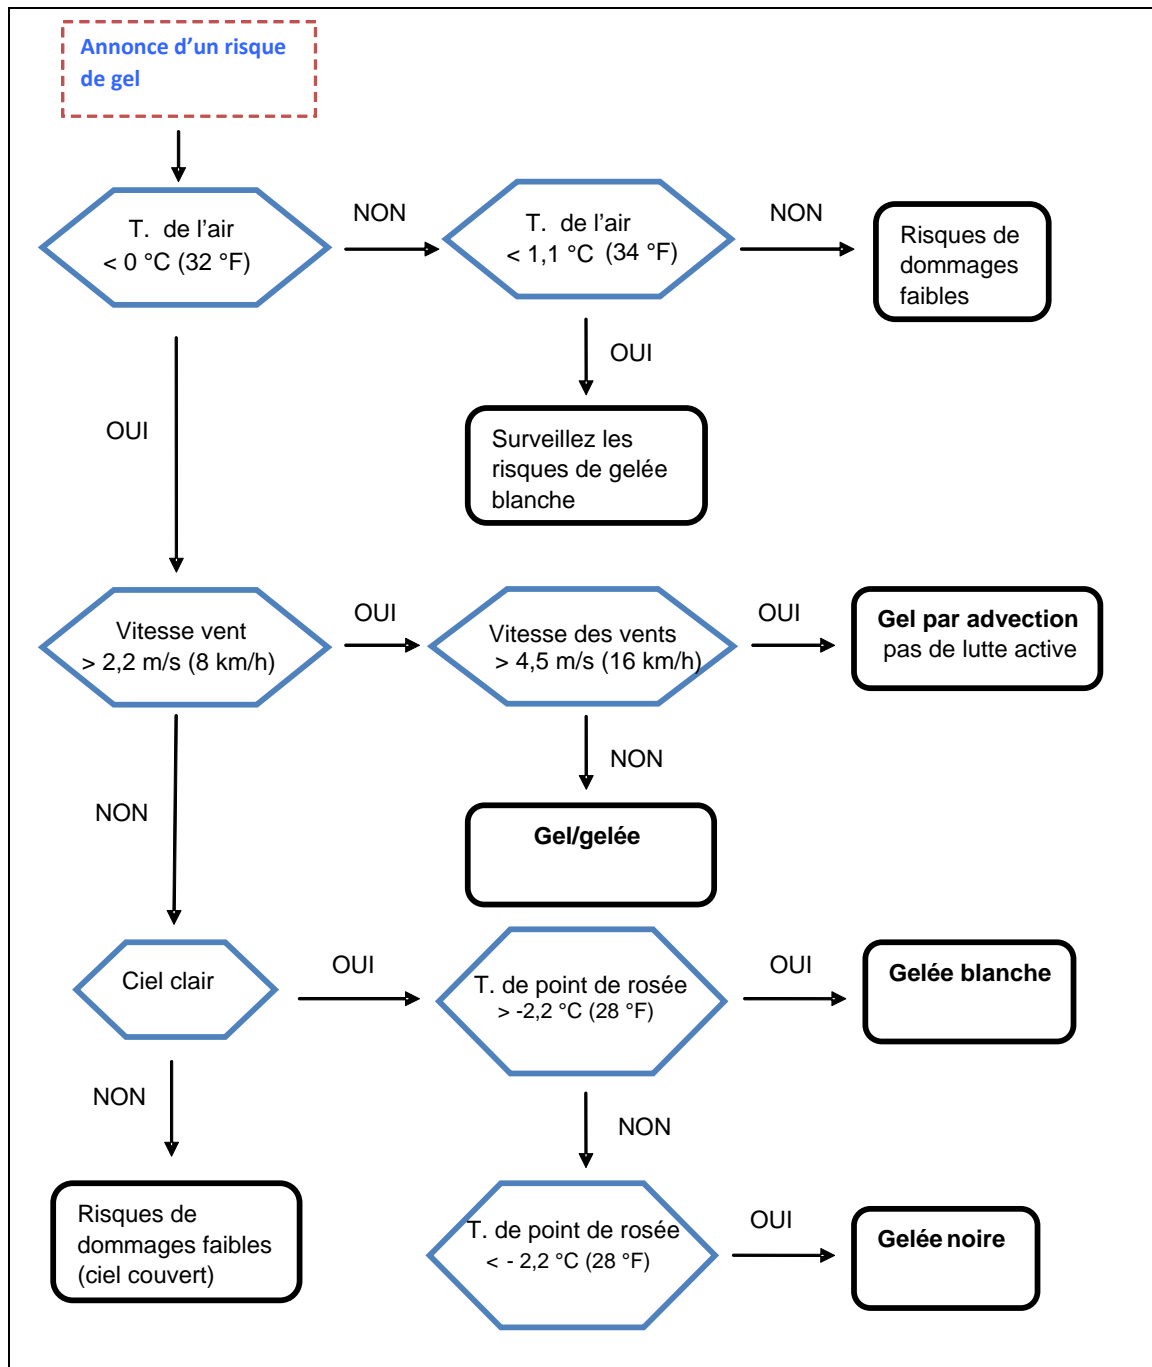 Annonce d'un risque
de gel
T. de l'air
< 0 °C (32 °F)
NON
T. de l'air
< 1,1 °C (34 °F)
NON
Risques de
dommages
faibles
OUI
OUI
Surveillez les
risques de gelée
blanche
Vitesse vent
> 2,2 m/s (8 km/h)
OUI
Vitesse des vents
> 4,5 m/s (16 km/h)
OUI
Gel par advection
pas de lutte active
NON
NON
Gel/gelée
Ciel clair
OUI
T. de point de rosée
> -2,2 °C (28 °F)
OUI
Gelée blanche
NON
NON
Risques de
dommages faibles
(ciel couvert)
T. de point de rosée
< - 2,2 °C (28 °F)
OUI
Gelée noire